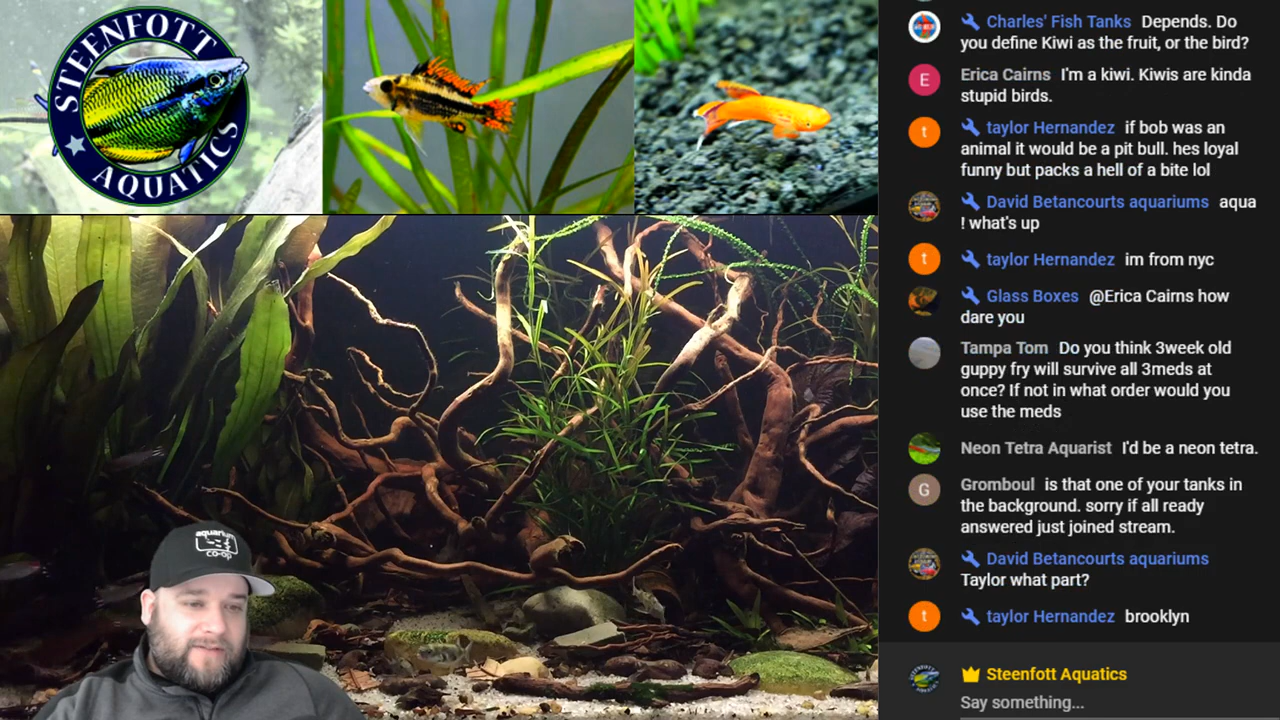 STEENFOTT
AQUATICS
aquarium
co-op
Charles' Fish Tanks Depends. Do
you define Kiwi as the fruit, or the bird?
E
Erica Cairns I'm a kiwi. Kiwis are kinda
stupid birds.
t
taylor Hernandez if bob was an
animal it would be a pit bull. hes loyal
funny but packs a hell of a bite lol
David Betancourts aquariums aqua
! what's up
t
taylor Hernandez im from nyc
Glass Boxes @Erica Cairns how
dare you
Tampa Tom Do you think 3week old
guppy fry will survive all 3meds at
once? If not in what order would you
use the meds
Neon Tetra Aquarist I'd be a neon tetra.
G
Gromboul is that one of your tanks in
the background. sorry if all ready
answered just joined stream.
David Betancourts aquariums
Taylor what part?
t
taylor Hernandez brooklyn
Steenfott Aquatics
Say something...